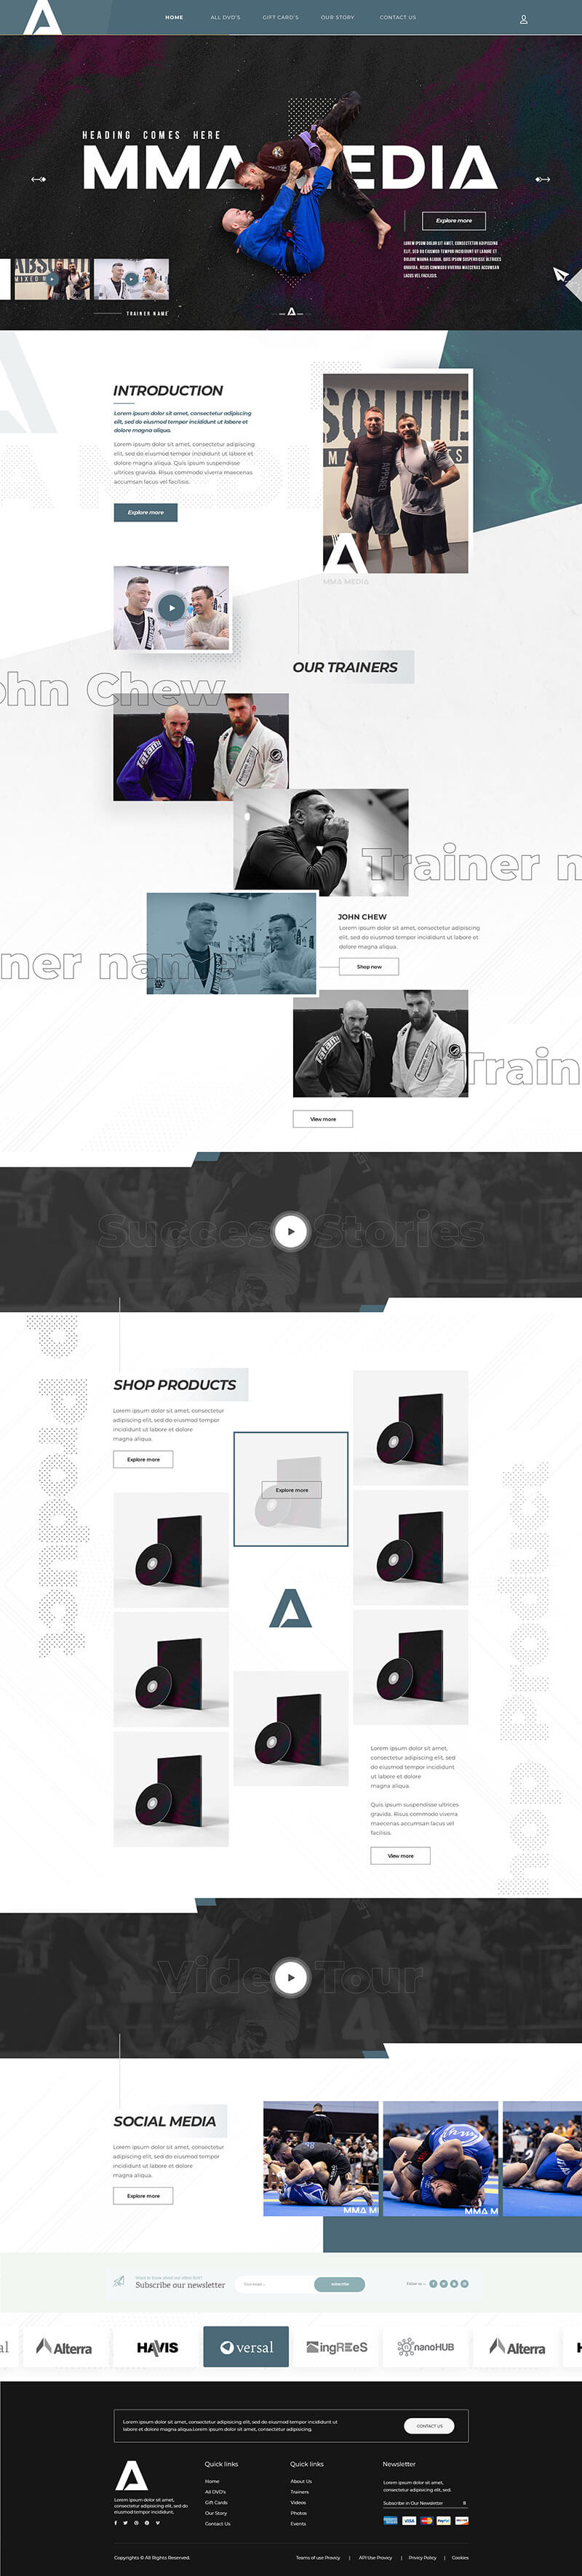 HOME ALL DVD'S GIFT CARD'S OUR STORY CONTACT US
HEADING COMES HERE
MMA MEDIA
Explore more
LOREM IPSUM DOLOR SIT AMET, CONSECTETUR ADIPISCING
ELIT, SED DO EIUSMOD TEMPOR INCIDIDUNT UT LABORE ET
DOLORE MAGNA ALIQUA. QUIS IPSUM SUSPENDISSE ULTRICES
GRAVIDA. RISUS COMMODO VIVERRA MAECENAS ACCUMSAN
LACUS VEL FACILISIS.
TRAINER NAME
INTRODUCTION
Lorem ipsum dolor sit amet, consectetur adipiscing
elit, sed do eiusmod tempor incididunt ut labore et
dolore magna aliqua.
Lorem ipsum dolor sit amet, consectetur adipiscing
elit, sed do eiusmod tempor incididunt ut labore et
dolore magna aliqua. Quis ipsum suspendisse
ultrices gravida. Risus commodo viverra maecenas
accumsan lacus vel facilisis.
Explore more
MMA MEDIA
OUR TRAINERS
ohn Chew
Trainer n
JOHN CHEW
Lorem ipsum dolor sit amet, consectetur adipiscing
elit, sed do eiusmod tempor incididunt ut labore et
dolore magna aliqua.
Shop now
ner name
Train
View more
Success Stories
SHOP PRODUCTS
Lorem ipsum dolor sit amet, consectetur
adipiscing elit, sed do eiusmod tempor
incididunt ut labore et dolore
magna aliqua.
Explore more
Explore more
Lorem ipsum dolor sit amet,
consectetur adipiscing elit, sed
do eiusmod tempor incididunt
ut labore et dolore
magna aliqua.
Quis ipsum suspendisse ultrices
gravida. Risus commodo viverra
maecenas accumsan lacus vel
facilisis.
View more
p product
hop product
Video Tour
SOCIAL MEDIA
Lorem ipsum dolor sit amet, consectetur
adipiscing elit, sed do eiusmod tempor
incididunt ut labore et dolore
magna aliqua.
Explore more
MMA M
MMA M
Subscribe our newsletter
Your email...
subscribe
Follow us
al
Alterra
HAVIS
versal
ingREeS
nanoHUB
Alterra
H
Lorem ipsum dolor sit amet, consectetur adipiscing elit, sed do eiusmod tempor incididunt ut
labore et dolore magna aliqua.Lorem ipsum dolor sit amet, consectetur adipiscing.
CONTACT US
Lorem ipsum dolor sit amet,
consectetur adipiscing elit, sed do
eiusmod tempor incididunt.
Quick links
Home
All DVD's
Gift Cards
Our Story
Contact Us
Quick links
About Us
Trainers
Videos
Photos
Events
Newsletter
Lorem ipsum dolor sit amet,
consectetur adipiscing elit, sed.
Subscribe in Our Newsletter
VISA PayPal
Copyrights © All Rights Reserved.
Teams of use Provicy | API Use Provicy | Privicy Policy | Cookies